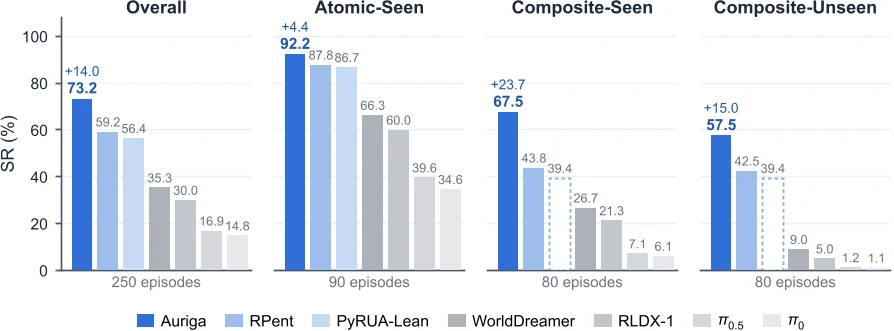 Overall
Atomic-Seen
Composite-Seen
Composite-Unseen
SR (%)
100
80
60
40
20
0
+14.0
73.2
59.2
56.4
35.3
30.0
16.9
14.8
250 episodes
+4.4
92.2
87.8
86.7
66.3
60.0
39.6
34.6
90 episodes
+23.7
67.5
43.8
39.4
26.7
21.3
7.1
6.1
80 episodes
+15.0
57.5
42.5
39.4
9.0
5.0
1.2
1.1
80 episodes
Auriga
RPent
PyRUA-Lean
WorldDreamer
RLDX-1
π0.5
π0